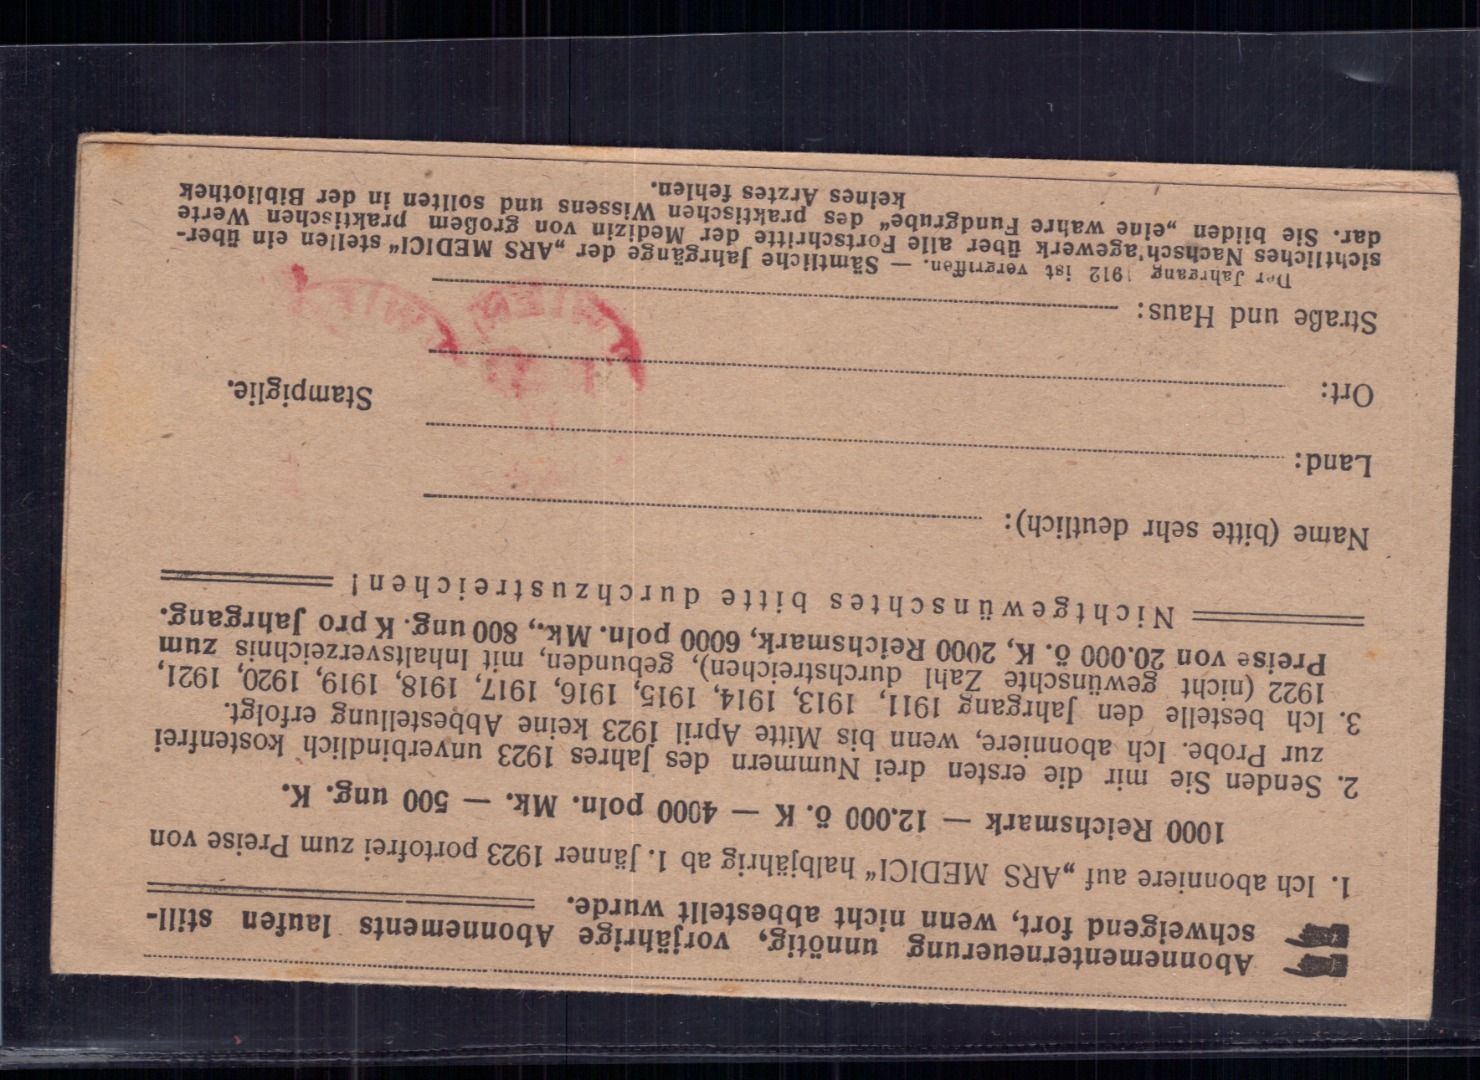 Abonnementerneuerung unnötig, vorjährige Abonnements laufen still-
schweigend fort, wenn nicht abbestellt wurde.
1. Ich abonniere auf „ARS MEDICI“ halbjährig ab 1. Jänner 1923 portofrei zum Preise von
1000 Reichsmark — 12.000 ö. K — 4000 poln. Mk. — 500 ung. K.
2. Senden Sie mir die ersten drei Nummern des Jahres 1923 unverbindlich kostenfrei
zur Probe. Ich abonniere, wenn bis Mitte April 1923 keine Abbestellung erfolgt.
3. Ich bestelle den Jahrgang 1911, 1913, 1914, 1915, 1916, 1917, 1918, 1919, 1920, 1921,
1922 (nicht gewünschte Zahl durchstreichen), gebunden, mit Inhaltsverzeichnis zum
Preise von 20.000 ö. K, 2000 Reichsmark, 6000 poln. Mk., 800 ung. K pro Jahrgang.
Nichtgewünschtes bitte durchzustreichen!
Name (bitte sehr deutlich):
Land:
Stampiglie.
Ort:
Straße und Haus:
Der Jahrgang 1912 ist vergriffen. — Sämtliche Jahrgänge der „ARS MEDICI“ stellen ein über-
sichtliches Nachschlagewerk über alle Fortschritte der Medizin von großem praktischen Werte
dar. Sie bilden „eine wahre Fundgrube“ des praktischen Wissens und sollten in der Bibliothek
keines Arztes fehlen.
WIEN